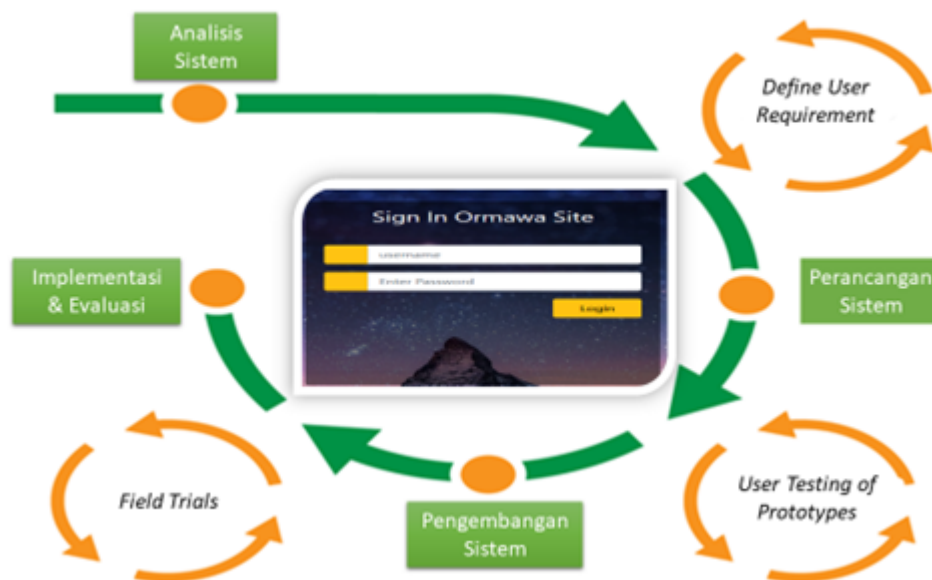 Analisis
Sistem
Define User
Requirement
Sign In Ormawa Site
username
Enter Password
Login
Implementasi
& Evaluasi
Perancangan
Sistem
Field Trials
Pengembangan
Sistem
User Testing of
Prototypes